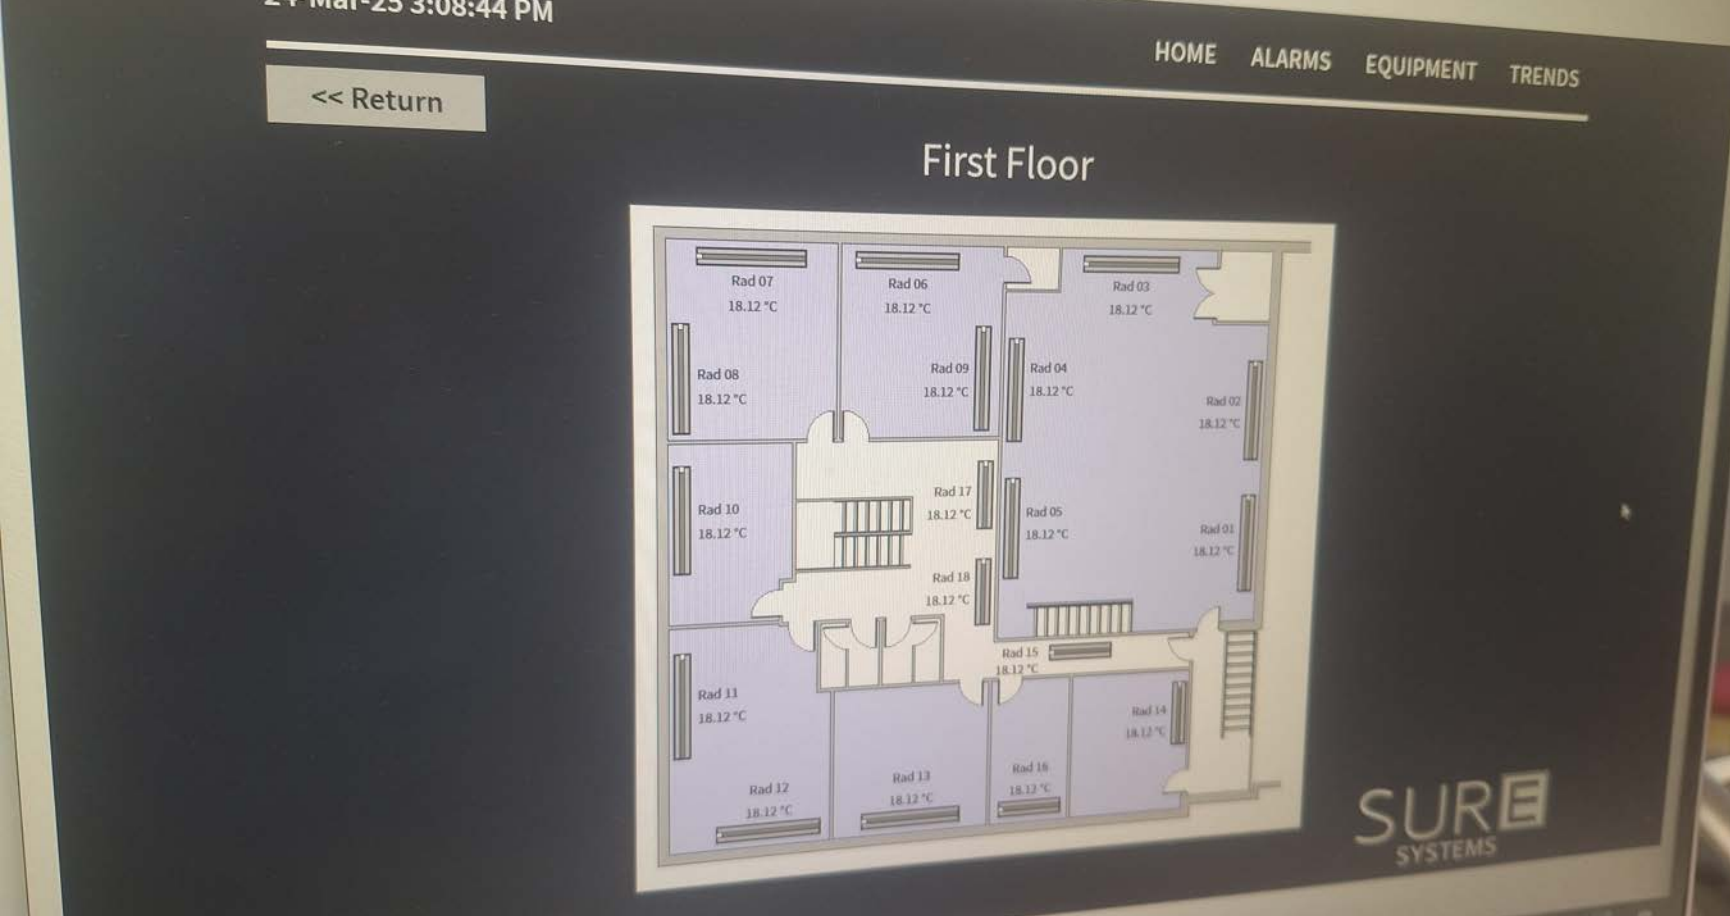 24-Mar-25 3:08:44 PM
HOME ALARMS EQUIPMENT TRENDS
<< Return
First Floor
Rad 07
18.12 °C
Rad 06
18.12 °C
Rad 03
18.12 °C
Rad 08
18.12 °C
Rad 09
18.12 °C
Rad 04
18.12 °C
Rad 02
18.12 °C
Rad 10
18.12 °C
Rad 17
18.12 °C
Rad 05
18.12 °C
Rad 01
18.12 °C
Rad 18
18.12 °C
Rad 15
18.12 °C
Rad 11
18.12 °C
Rad 14
18.12 °C
Rad 12
18.12 °C
Rad 13
18.12 °C
Rad 16
18.12 °C
SURE
SYSTEMS